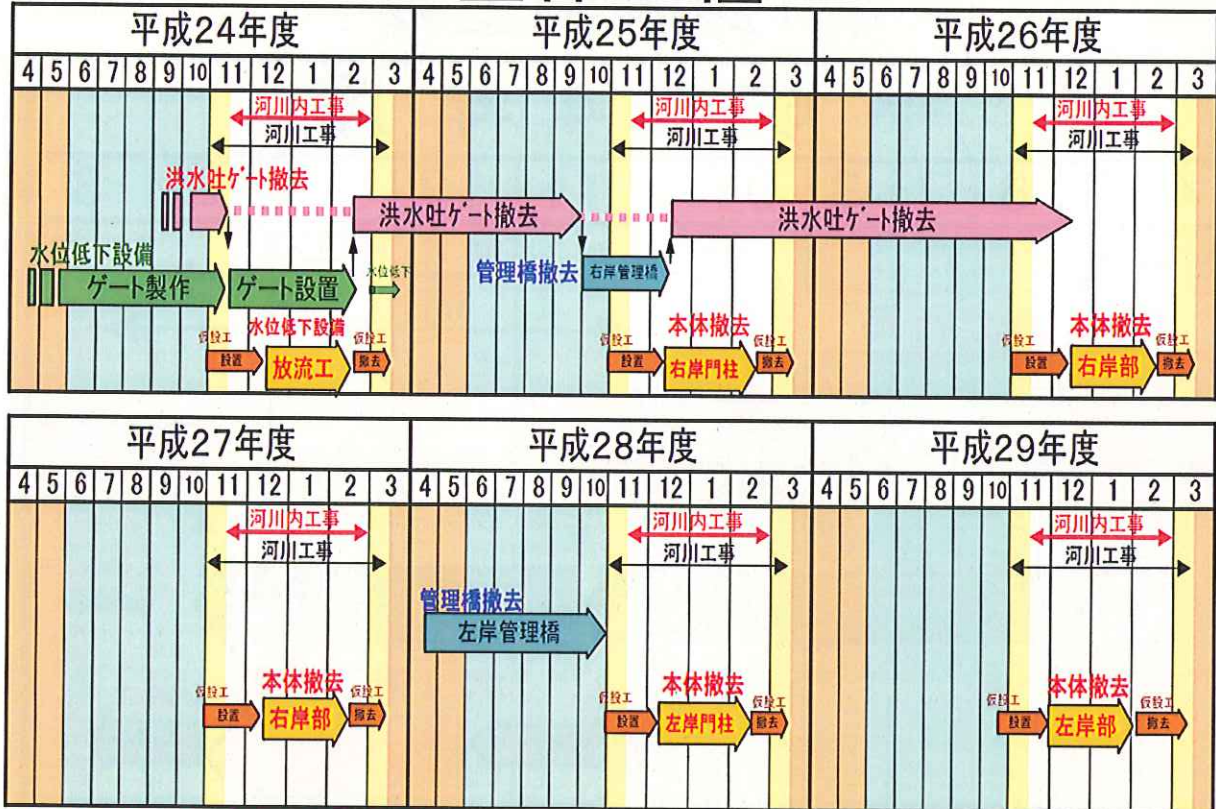 平成24年度 平成25年度 平成26年度
4 5 6 7 8 9 10 11 12 1 2 3 4 5 6 7 8 9 10 11 12 1 2 3 4 5 6 7 8 9 10 11 12 1 2 3
河川内工事 河川内工事 河川内工事
河川工事 河川工事 河川工事
洪水吐ゲート撤去
洪水吐ゲート撤去 洪水吐ゲート撤去
水位低下設備 水位低下
ゲート製作 ゲート設置
管理橋撤去 右岸管理橋
仮設工 水位低下設備 仮設工 仮設工 本体撤去 仮設工 仮設工 本体撤去 仮設工
設置 放流工 撤去 設置 右岸門柱 撤去 設置 右岸部 撤去
平成27年度 平成28年度 平成29年度
4 5 6 7 8 9 10 11 12 1 2 3 4 5 6 7 8 9 10 11 12 1 2 3 4 5 6 7 8 9 10 11 12 1 2 3
河川内工事 河川内工事 河川内工事
河川工事 河川工事 河川工事
管理橋撤去
左岸管理橋
仮設工 本体撤去 仮設工 仮設工 本体撤去 仮設工 仮設工 本体撤去 仮設工
設置 右岸部 撤去 設置 左岸門柱 撤去 設置 左岸部 撤去